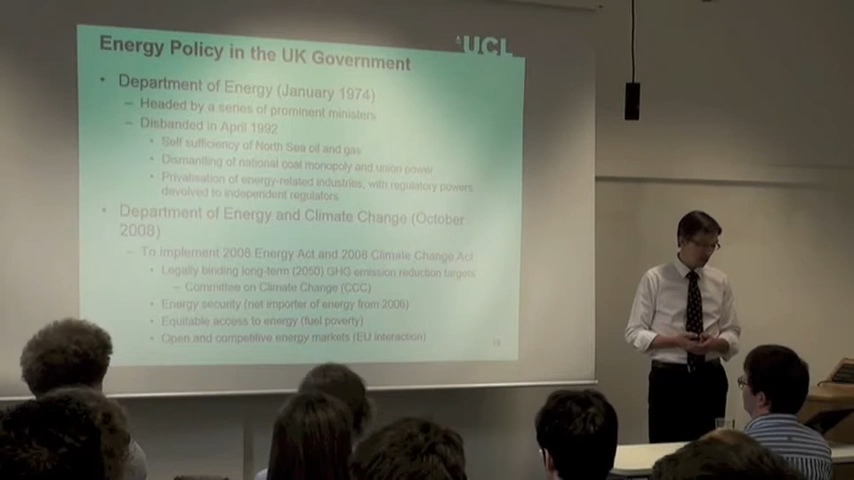 UCL
Energy Policy in the UK Government
• Department of Energy (January 1974)
– Headed by a series of prominent ministers
– Disbanded in April 1992
• Self sufficiency of North Sea oil and gas
• Dismantling of national coal monopoly and union power
• Privatisation of energy-related industries, with regulatory powers
devolved to independent regulators
• Department of Energy and Climate Change (October
2008)
– To implement 2008 Energy Act and 2008 Climate Change Act
• Legally binding long-term (2050) GHG emission reduction targets
– Committee on Climate Change (CCC)
• Energy security (net importer of energy from 2006)
• Equitable access to energy (fuel poverty)
• Open and competitive energy markets (EU interaction)